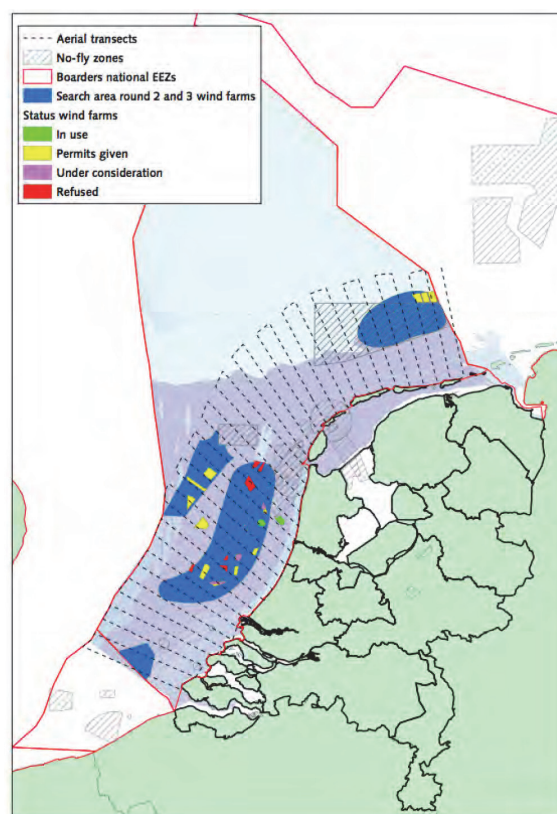 Aerial transects
No-fly zones
Boarders national EEZs
Search area round 2 and 3 wind farms
Status wind farms
In use
Permits given
Under consideration
Refused